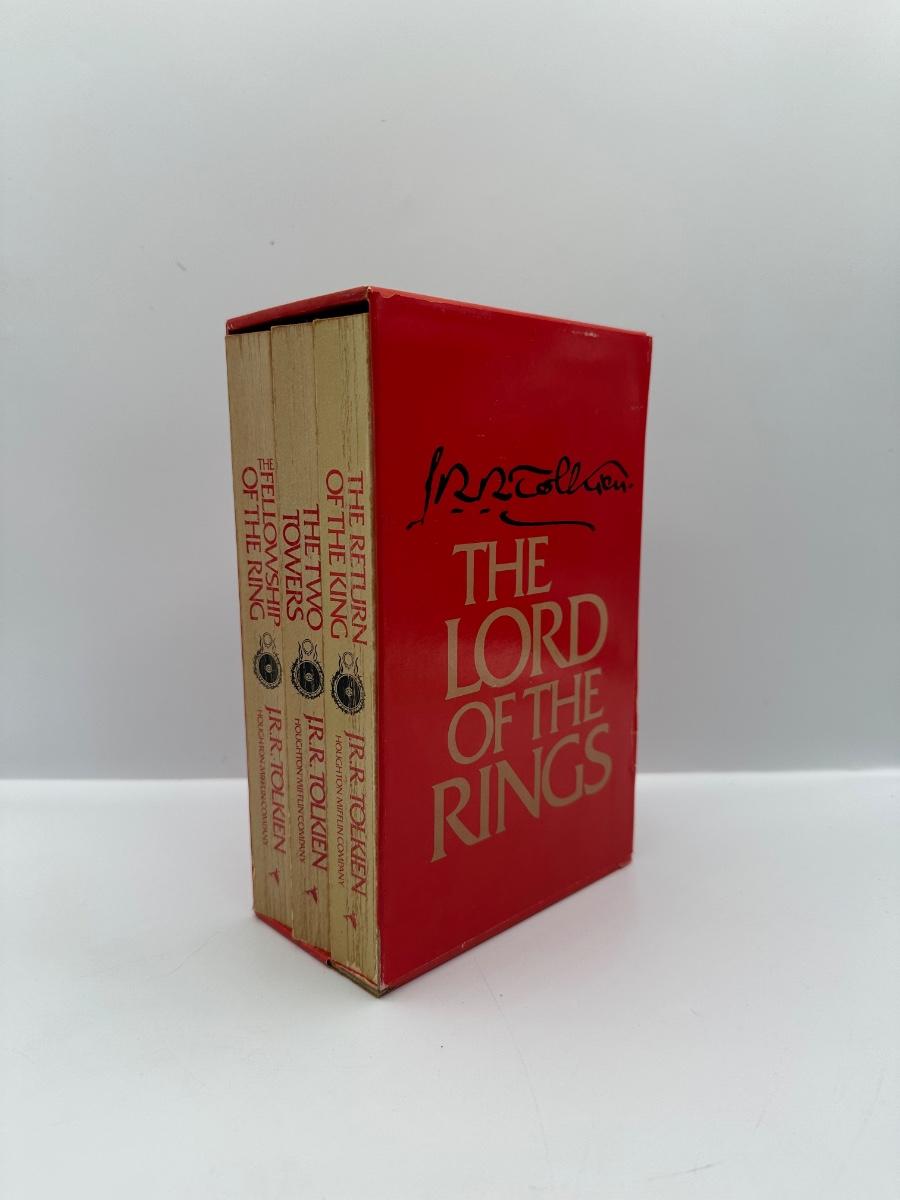 THE FELLOWSHIP
OF THE RING
J.R.R. TOLKIEN
HOUGHTON MIFFLIN COMPANY
THE TWO
TOWERS
J.R.R. TOLKIEN
HOUGHTON MIFFLIN COMPANY
THE RETURN
OF THE KING
J.R.R. TOLKIEN
HOUGHTON MIFFLIN COMPANY
J.R.R. Tolkien
THE
LORD
OF THE
RINGS